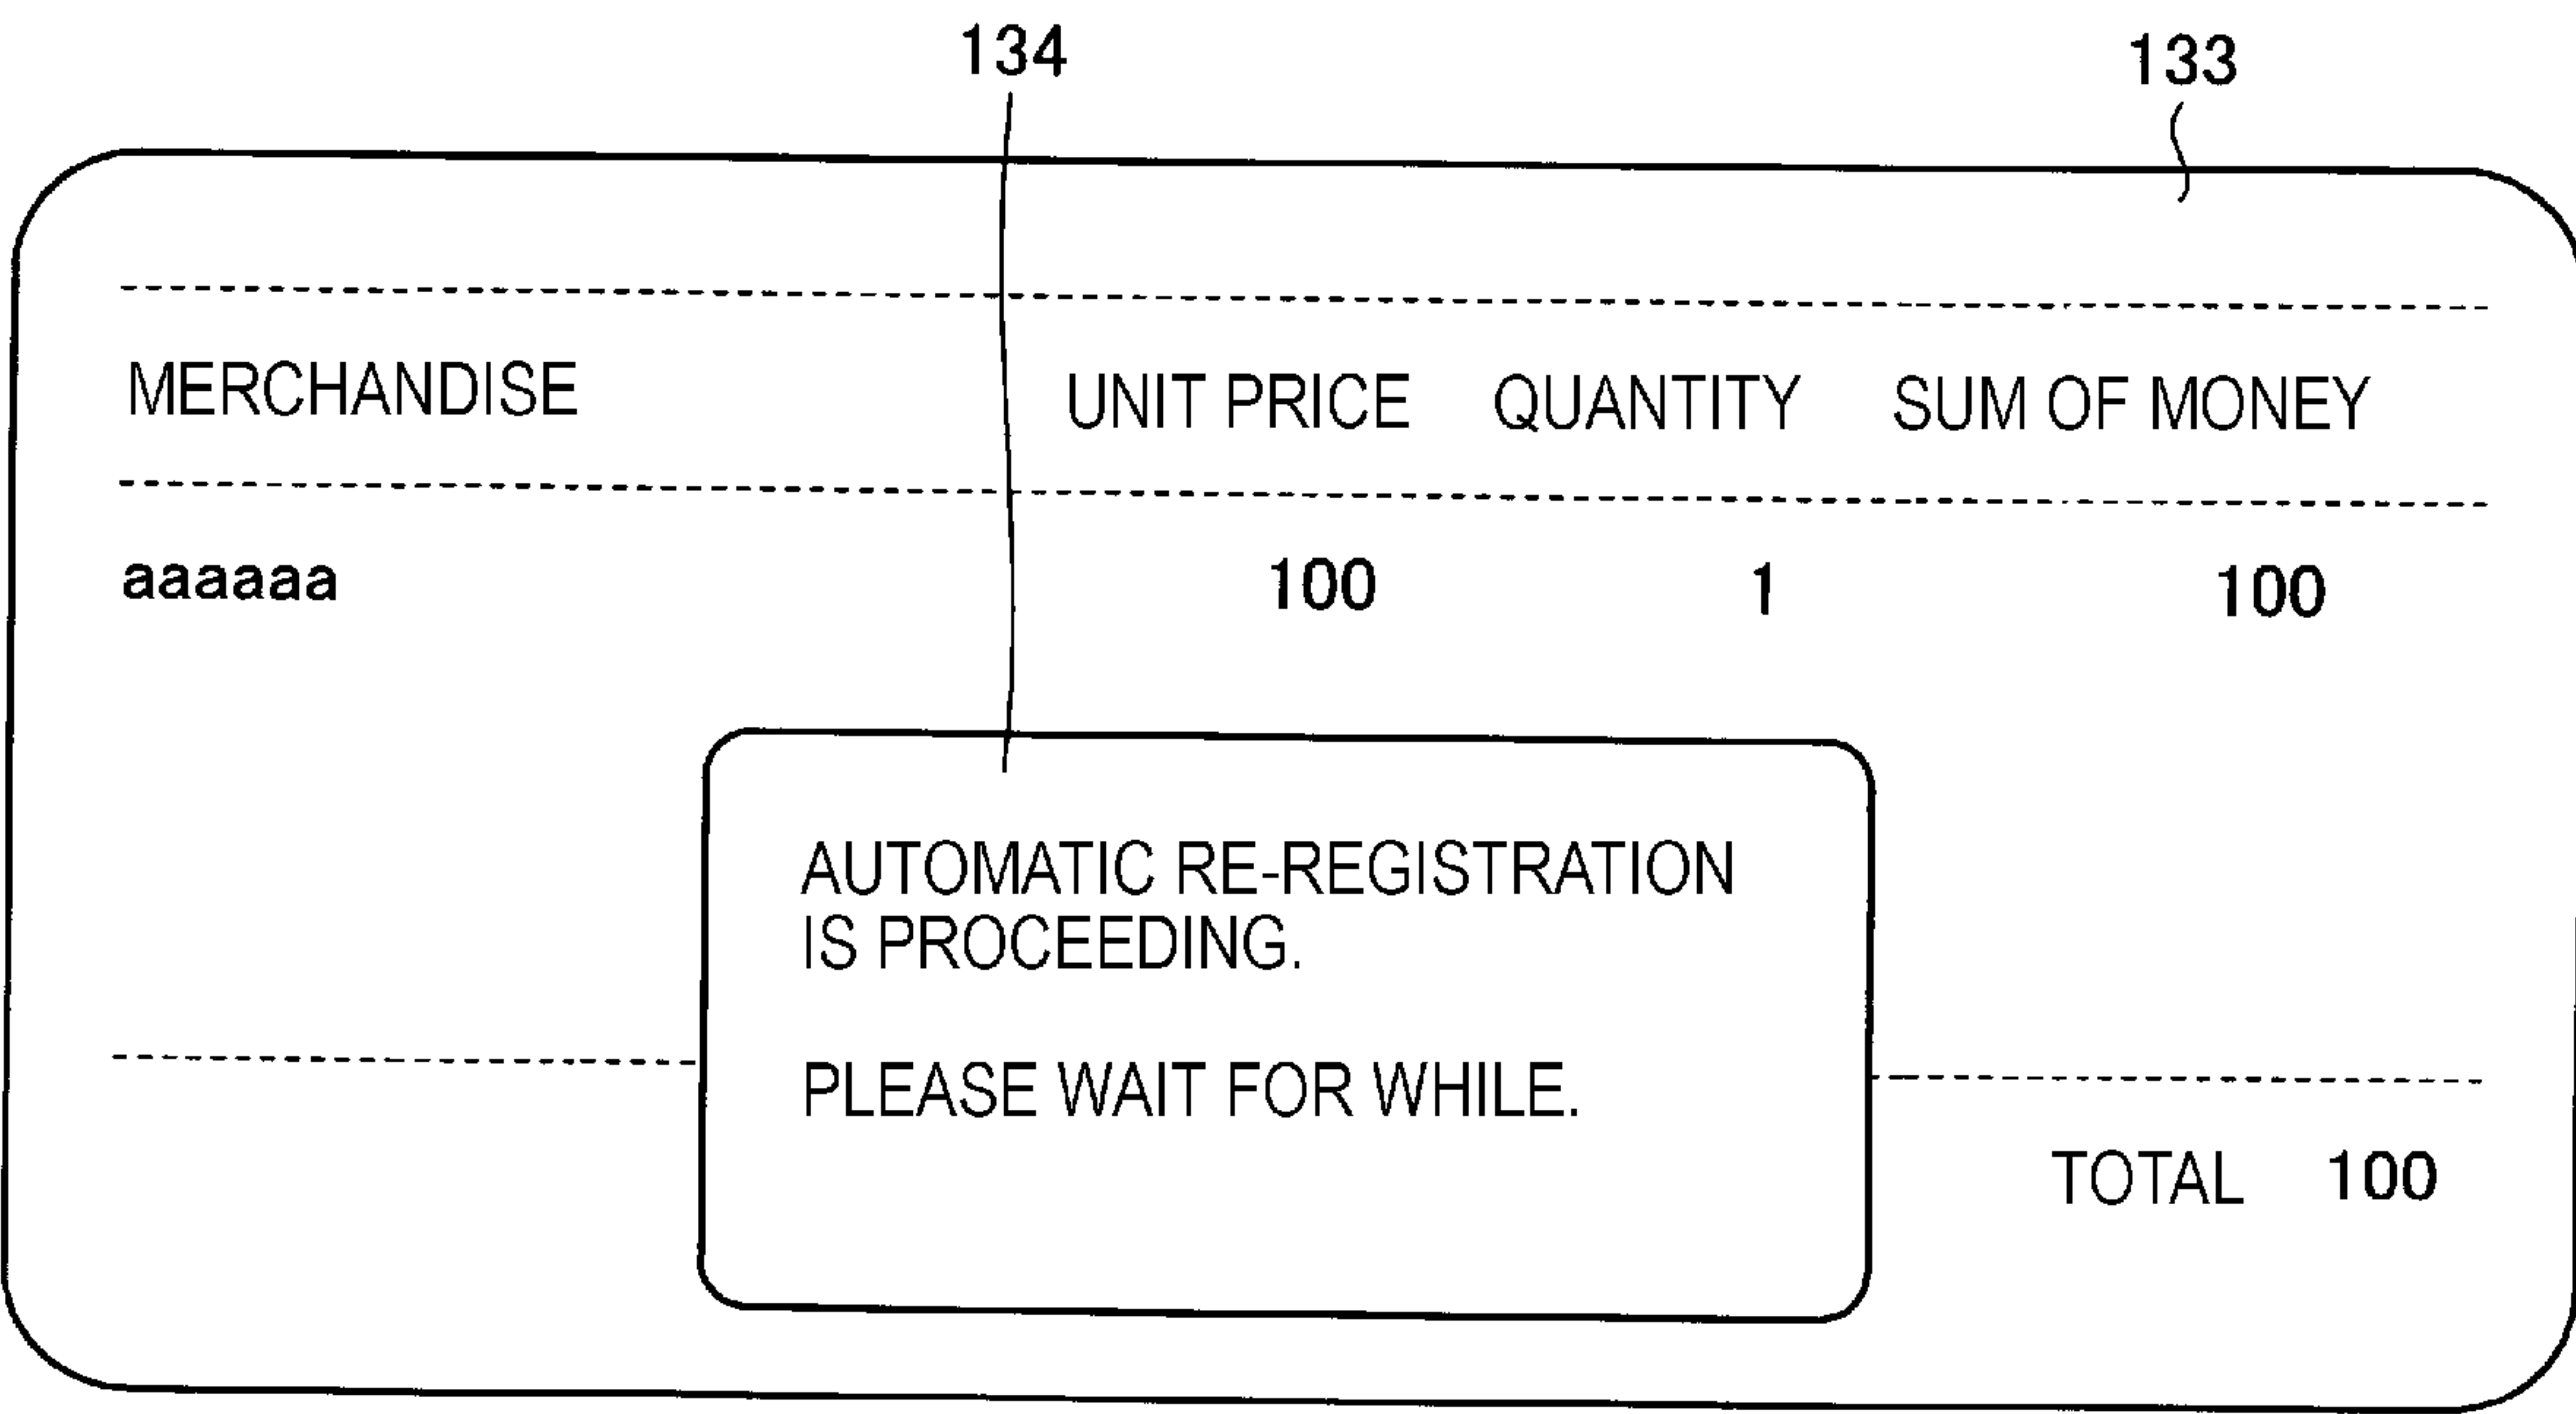 134
133
MERCHANDISE UNIT PRICE QUANTITY SUM OF MONEY
aaaaaa 100 1 100
AUTOMATIC RE-REGISTRATION
IS PROCEEDING.
PLEASE WAIT FOR WHILE.
TOTAL 100